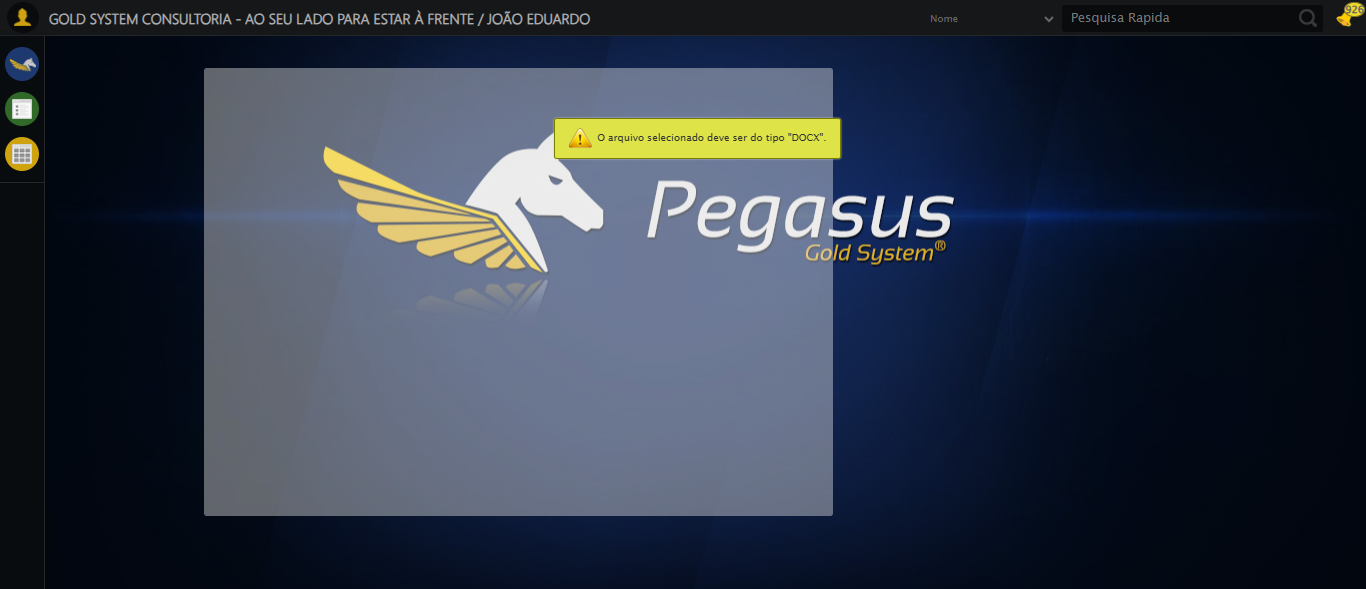 GOLD SYSTEM CONSULTORIA - AO SEU LADO PARA ESTAR À FRENTE / JOÃO EDUARDO
Nome
Pesquisa Rapida
926
O arquivo selecionado deve ser do tipo "DOCX".
Pegasus
Gold System®